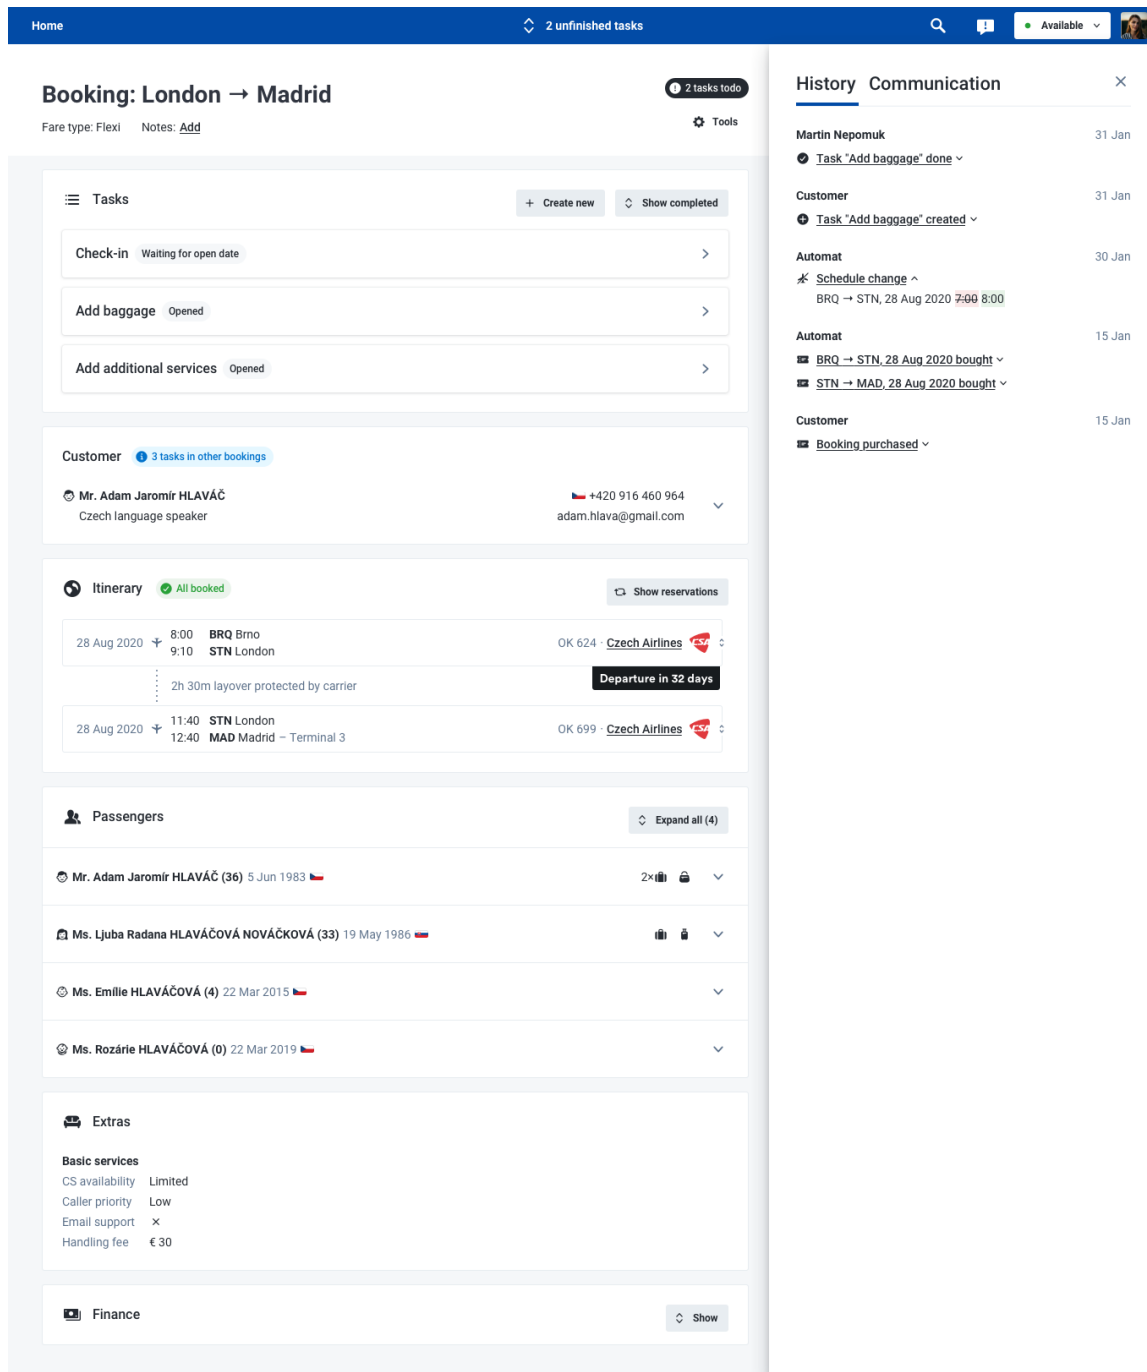 Home
2 unfinished tasks
Available
Booking: London → Madrid
2 tasks todo
Fare type: Flexi Notes: Add
Tools
Tasks
+ Create new
Show completed
Check-in Waiting for open date
Add baggage Opened
Add additional services Opened
Customer 3 tasks in other bookings
Mr. Adam Jaromír HLAVÁČ
+420 916 460 964
Czech language speaker
adam.hlava@gmail.com
Itinerary All booked
Show reservations
28 Aug 2020
8:00 BRQ Brno
9:10 STN London
OK 624 · Czech Airlines
CSA
Departure in 32 days
2h 30m layover protected by carrier
28 Aug 2020
11:40 STN London
12:40 MAD Madrid – Terminal 3
OK 699 · Czech Airlines
CSA
Passengers
Expand all (4)
Mr. Adam Jaromír HLAVÁČ (36) 5 Jun 1983
2×
Ms. Ljuba Radana HLAVÁČOVÁ NOVÁČKOVÁ (33) 19 May 1986
Ms. Emílie HLAVÁČOVÁ (4) 22 Mar 2015
Ms. Rozárie HLAVÁČOVÁ (0) 22 Mar 2019
Extras
Basic services
CS availability Limited
Caller priority Low
Email support ×
Handling fee € 30
Finance
Show
History Communication
Martin Nepomuk 31 Jan
Task "Add baggage" done
Customer 31 Jan
Task "Add baggage" created
Automat 30 Jan
Schedule change
BRQ → STN, 28 Aug 2020 7:00 8:00
Automat 15 Jan
BRQ → STN, 28 Aug 2020 bought
STN → MAD, 28 Aug 2020 bought
Customer 15 Jan
Booking purchased